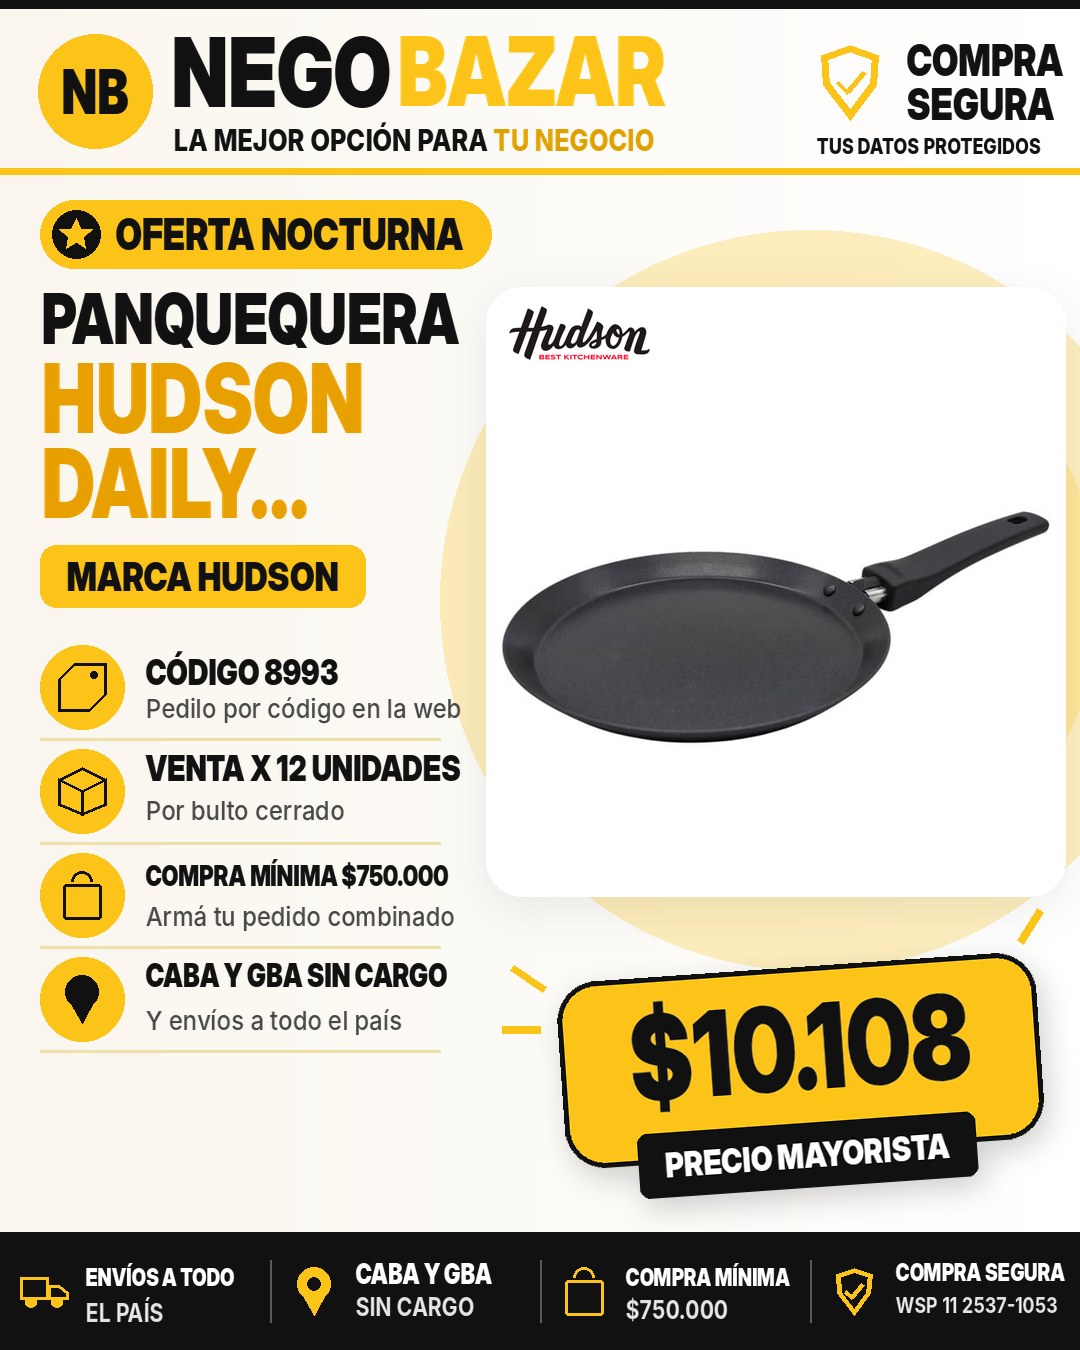 NB
NEGOBAZAR
LA MEJOR OPCIÓN PARA TU NEGOCIO
COMPRA
SEGURA
TUS DATOS PROTEGIDOS
OFERTA NOCTURNA
PANQUEQUERA
HUDSON
DAILY...
MARCA HUDSON
Hudson
BEST KITCHENWARE
CÓDIGO 8993
Pedilo por código en la web
VENTA X 12 UNIDADES
Por bulto cerrado
COMPRA MÍNIMA $750.000
Armá tu pedido combinado
CABA Y GBA SIN CARGO
Y envíos a todo el país
$10.108
PRECIO MAYORISTA
ENVÍOS A TODO
EL PAÍS
CABA Y GBA
SIN CARGO
COMPRA MÍNIMA
$750.000
COMPRA SEGURA
WSP 11 2537-1053